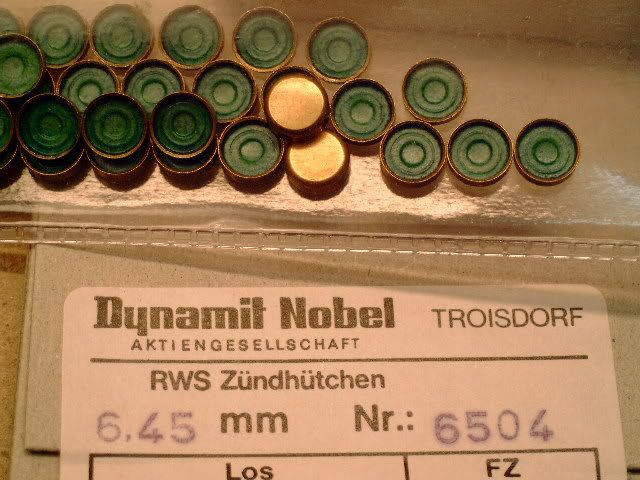 Dynamit Nobel TROISDORF
AKTIENGESELLSCHAFT
RWS Zündhütchen
6,45 mm Nr.: 6504
Los FZ